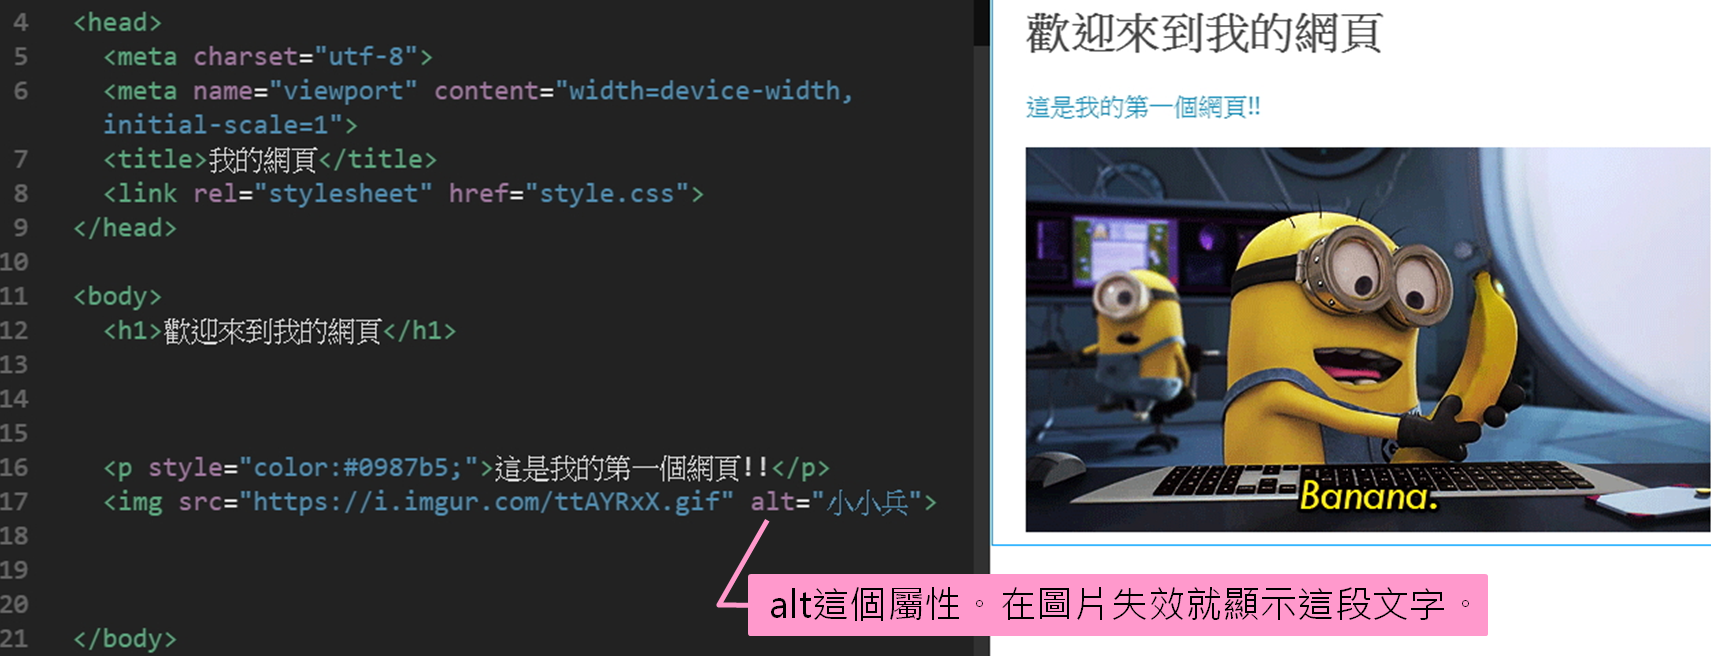 4 <head>
5 <meta charset="utf-8">
6 <meta name="viewport" content="width=device-width,
initial-scale=1">
7 <title>我的網頁</title>
8 <link rel="stylesheet" href="style.css">
9 </head>
10
11 <body>
12 <h1>歡迎來到我的網頁</h1>
13
14
15
16 <p style="color:#0987b5;">這是我的第一個網頁!!</p>
17 <img src="https://i.imgur.com/ttAYRxX.gif" alt="小小兵">
18
19
20
21 </body>
alt這個屬性。在圖片失效就顯示這段文字。
歡迎來到我的網頁
這是我的第一個網頁!!
Banana.